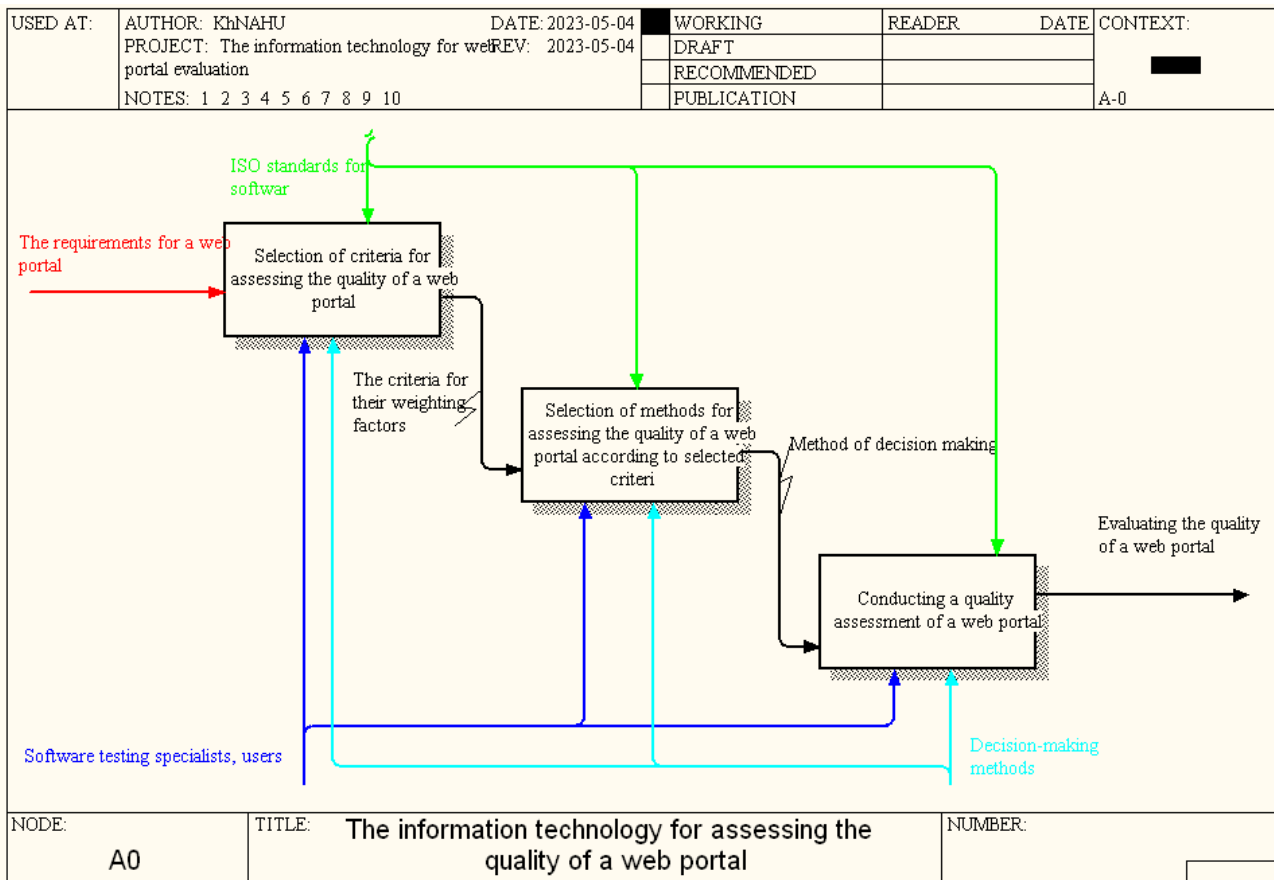 USED AT:
AUTHOR: KhNAHU
DATE: 2023-05-04
PROJECT: The information technology for web
REV: 2023-05-04
portal evaluation
NOTES: 1 2 3 4 5 6 7 8 9 10
WORKING
DRAFT
RECOMMENDED
PUBLICATION
READER
DATE
CONTEXT:
A-0
ISO standards for
softwar
The requirements for a web
portal
Selection of criteria for
assessing the quality of a web
portal
The criteria for
their weighting
factors
Selection of methods for
assessing the quality of a web
portal according to selected
criteri
Method of decision making
Evaluating the quality
of a web portal
Conducting a quality
assessment of a web portal
Software testing specialists, users
Decision-making
methods
NODE:
A0
TITLE:
The information technology for assessing the
quality of a web portal
NUMBER: